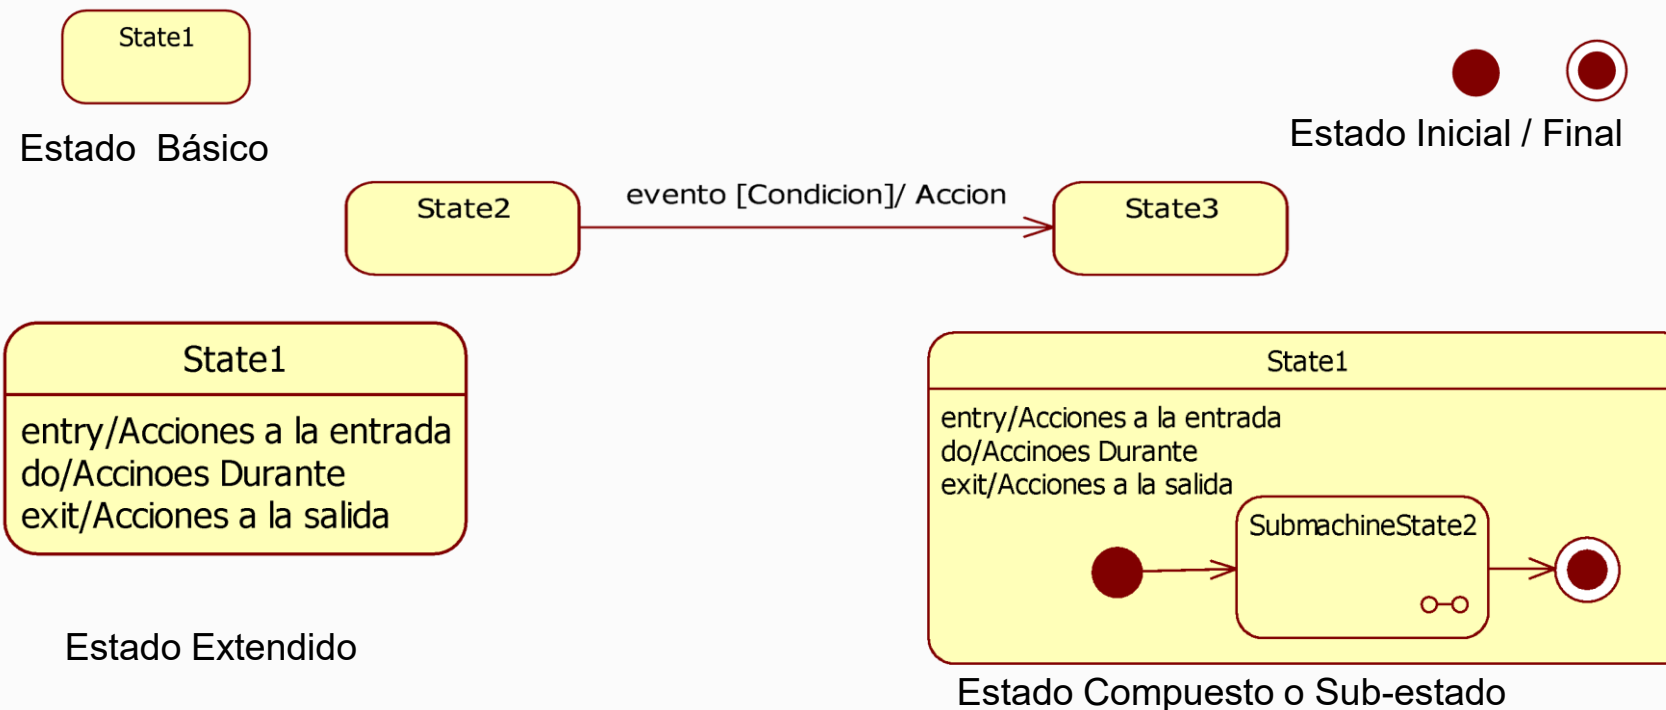 State1
Estado Básico
Estado Inicial / Final
State2
evento [Condicion]/ Accion
State3
State1
entry/Acciones a la entrada
do/Accinoes Durante
exit/Acciones a la salida
Estado Extendido
State1
entry/Acciones a la entrada
do/Accinoes Durante
exit/Acciones a la salida
SubmachineState2
Estado Compuesto o Sub-estado